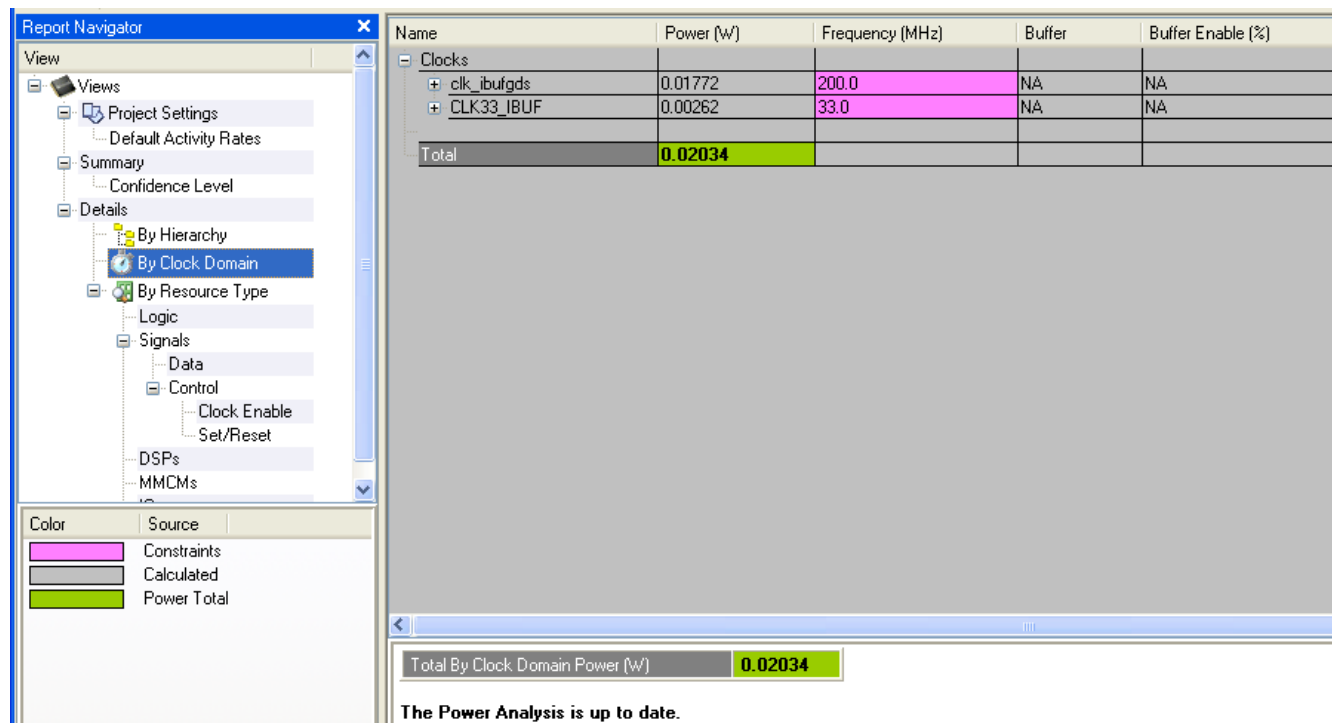 Report Navigator
View
Views
Project Settings
Default Activity Rates
Summary
Confidence Level
Details
By Hierarchy
By Clock Domain
By Resource Type
Logic
Signals
Data
Control
Clock Enable
Set/Reset
DSPs
MMCMs
Color Source
Constraints
Calculated
Power Total
Name Power (W) Frequency (MHz) Buffer Buffer Enable (%)
Clocks
clk_ibufgds 0.01772 200.0 NA NA
CLK33_IBUF 0.00262 33.0 NA NA
Total 0.02034
Total By Clock Domain Power (W) 0.02034
The Power Analysis is up to date.